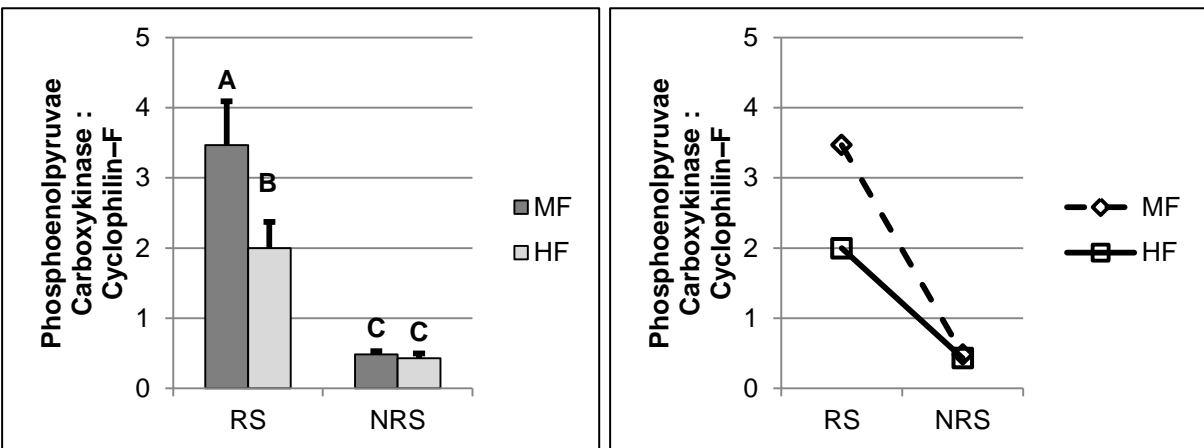 Phosphoenolpyruvae
Carboxykinase :
Cyclophilin–F
5
4
3
2
1
0
A
B
C
C
RS
NRS
MF
HF
Phosphoenolpyruvae
Carboxykinase :
Cyclophilin–F
5
4
3
2
1
0
RS
NRS
MF
HF